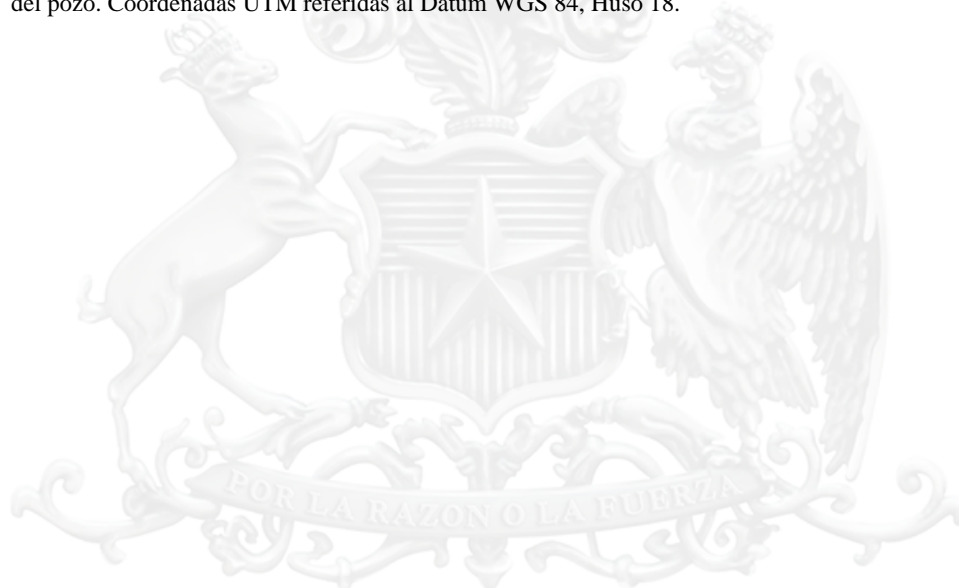 del pozo. Coordenadas UTM referidas al Datum WGS 84, Huso 18.
POR LA RAZON O LA FUERZA